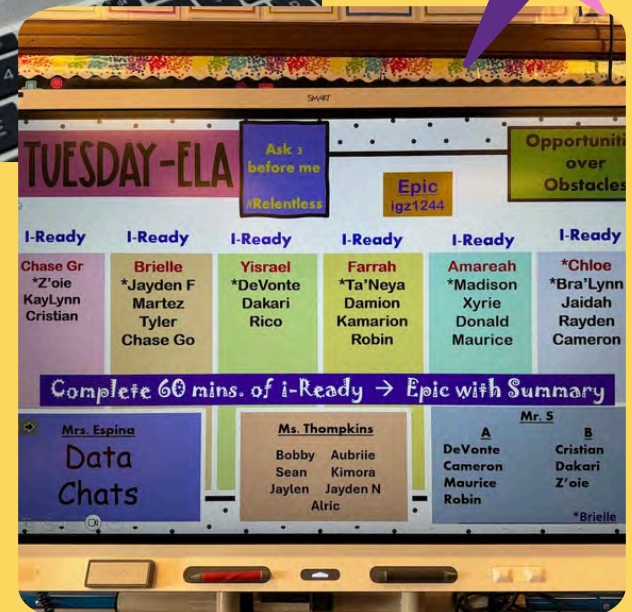 SMART
TUESDAY-ELA
Ask 3
before me
#Relentless
Epic
igz1244
Opportuniti
over
Obstacles
I-Ready
I-Ready
I-Ready
I-Ready
I-Ready
I-Ready
Chase Gr
*Z'oie
KayLynn
Cristian
Brielle
*Jayden F
Martez
Tyler
Chase Go
Yisrael
*DeVonte
Dakari
Rico
Farrah
*Ta'Neya
Damion
Kamarion
Robin
Amareah
*Madison
Xyrie
Donald
Maurice
*Chloe
*Bra'Lynn
Jaidah
Rayden
Cameron
Complete 60 mins. of i-Ready → Epic with Summary
Mrs. Espina
Data
Chats
Ms. Thompkins
Bobby Aubriie
Sean Kimora
Jaylen Jayden N
Alric
Mr. S
A
DeVonte
Cameron
Maurice
Robin
B
Cristian
Dakari
Z'oie
*Brielle